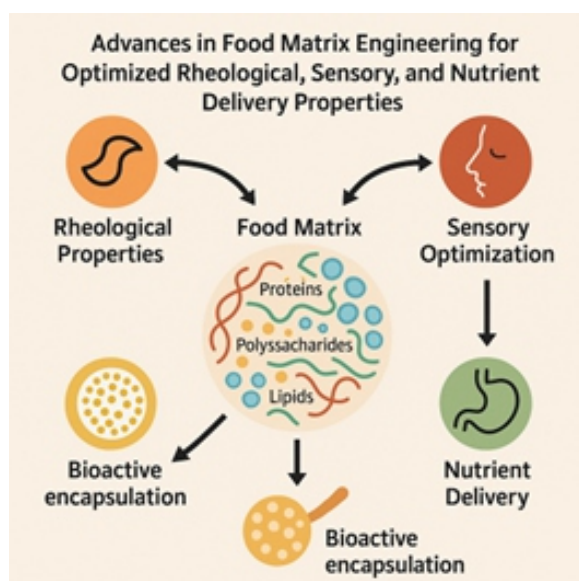 Advances in Food Matrix Engineering for
Optimized Rheological, Sensory, and Nutrient
Delivery Properties
Rheological
Properties
Food Matrix
Sensory
Optimization
Proteins
Polyssacharides
Lipids
Bioactive
encapsulation
Nutrient
Delivery
Bioactive
encapsulation